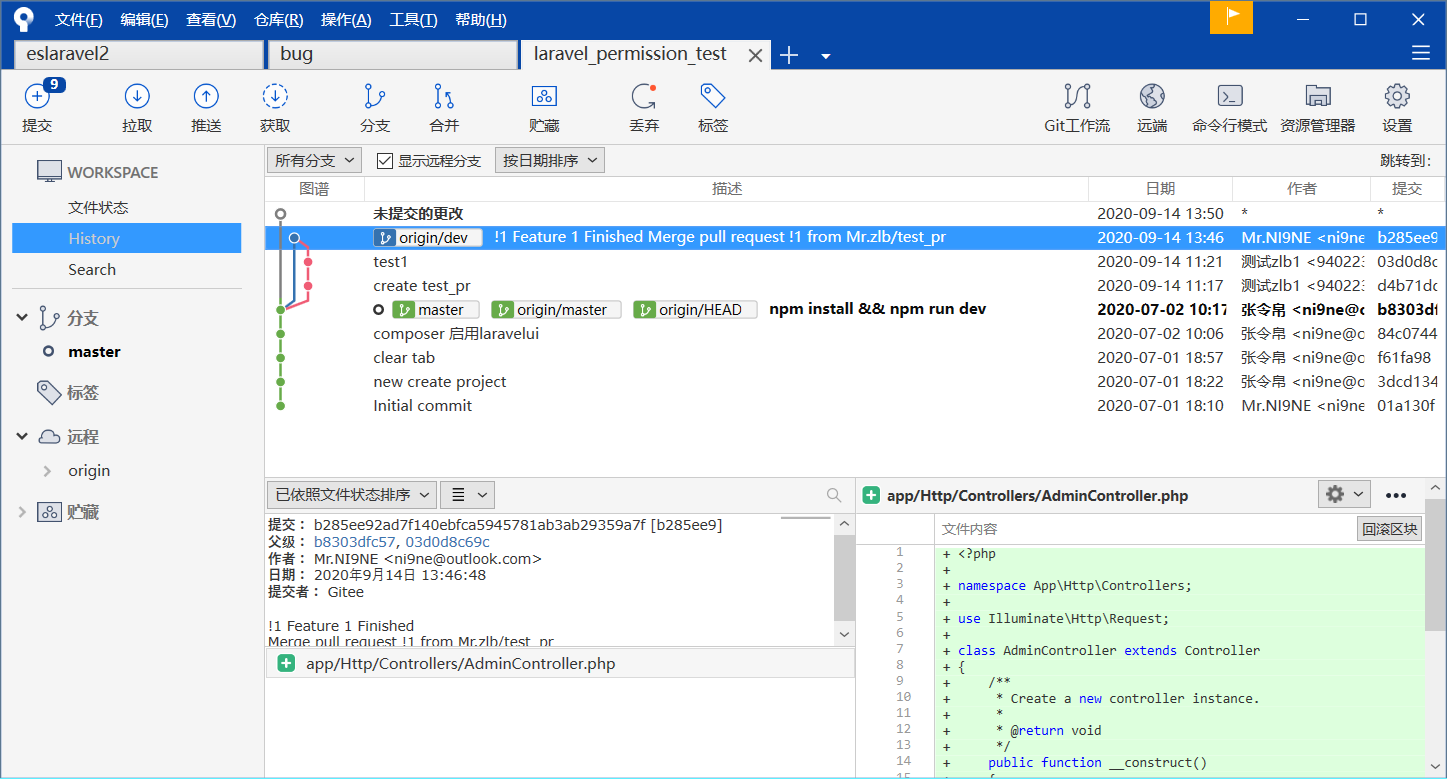 文件(F) 编辑(E) 查看(V) 仓库(R) 操作(A) 工具(T) 帮助(H)
eslaravel2 bug laravel_permission_test
9
提交 拉取 推送 获取 分支 合并 贮藏 丢弃 标签 Git工作流 远端 命令行模式 资源管理器 设置
WORKSPACE
文件状态
History
Search
分支
master
标签
远程
origin
贮藏
所有分支 显示远程分支 按日期排序 跳转到:
图谱 描述 日期 作者 提交
未提交的更改 2020-09-14 13:50 * *
origin/dev !1 Feature 1 Finished Merge pull request !1 from Mr.zlb/test_pr 2020-09-14 13:46 Mr.NI9NE <ni9ne b285ee9
test1 2020-09-14 11:21 测试zlb1 <940223 03d0d8c
create test_pr 2020-09-14 11:17 测试zlb1 <940223 d4b71dc
master origin/master origin/HEAD npm install && npm run dev 2020-07-02 10:17 张令帛 <ni9ne@c b8303df
composer 启用laravelui 2020-07-02 10:06 张令帛 <ni9ne@c 84c0744
clear tab 2020-07-01 18:57 张令帛 <ni9ne@c f61fa98
new create project 2020-07-01 18:22 张令帛 <ni9ne@c 3dcd134
Initial commit 2020-07-01 18:10 Mr.NI9NE <ni9ne 01a130f
已依照文件状态排序
提交： b285ee92ad7f140ebfca5945781ab3ab29359a7f [b285ee9]
父级： b8303dfc57, 03d0d8c69c
作者： Mr.NI9NE <ni9ne@outlook.com>
日期： 2020年9月14日 13:46:48
提交者： Gitee
!1 Feature 1 Finished
Merge pull request !1 from Mr.zlb/test_pr
app/Http/Controllers/AdminController.php
app/Http/Controllers/AdminController.php
文件内容 回滚区块
1 + <?php
2 +
3 + namespace App\Http\Controllers;
4 +
5 + use Illuminate\Http\Request;
6 +
7 + class AdminController extends Controller
8 + {
9 + /**
10 + * Create a new controller instance.
11 + *
12 + * @return void
13 + */
14 + public function __construct()
15 + {